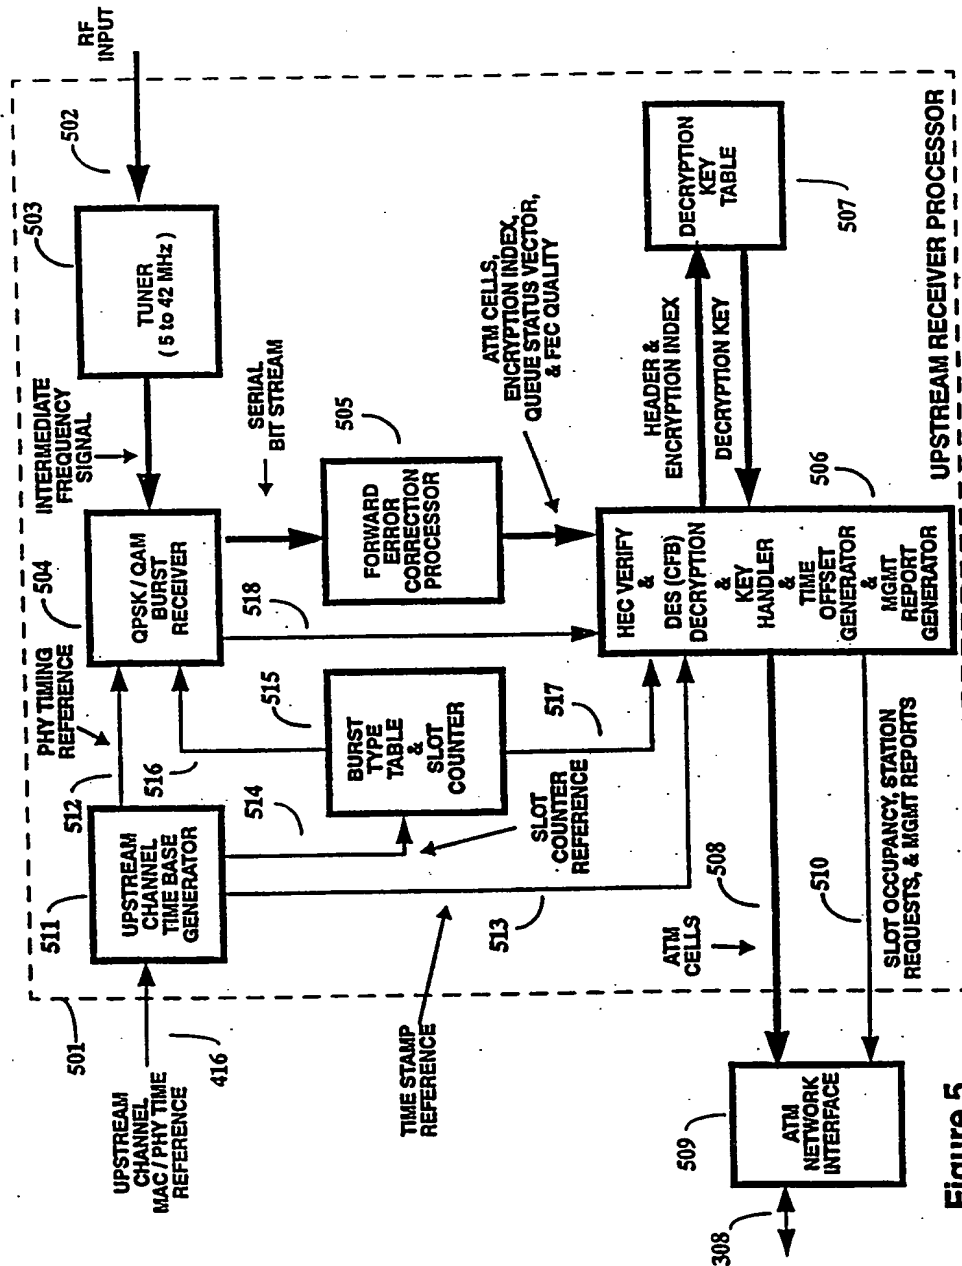 RF
INPUT
502
503
TUNER
( 5 to 42 MHz )
INTERMEDIATE
FREQUENCY
SIGNAL
504
QPSK / QAM
BURST
RECEIVER
SERIAL
BIT STREAM
505
FORWARD
ERROR
CORRECTION
PROCESSOR
518
ATM CELLS,
ENCRYPTION INDEX,
QUEUE STATUS VECTOR,
& FEC QUALITY
DECRYPTION
KEY
TABLE
507
HEADER &
ENCRYPTION INDEX
DECRYPTION KEY
506
HEC VERIFY
&
DES (CFB)
DECRYPTION
&
KEY
HANDLER
&
TIME
OFFSET
GENERATOR
&
MGMT
REPORT
GENERATOR
UPSTREAM RECEIVER PROCESSOR
PHY TIMING
REFERENCE
512
516
515
BURST
TYPE
TABLE
&
SLOT
COUNTER
517
514
SLOT
COUNTER
REFERENCE
511
UPSTREAM
CHANNEL
TIME BASE
GENERATOR
513
501
416
UPSTREAM
CHANNEL
MAC / PHY TIME
REFERENCE
TIME STAMP
REFERENCE
508
ATM
CELLS
510
SLOT OCCUPANCY, STATION
REQUESTS, & MGMT REPORTS
509
ATM
NETWORK
INTERFACE
308
Figure 5